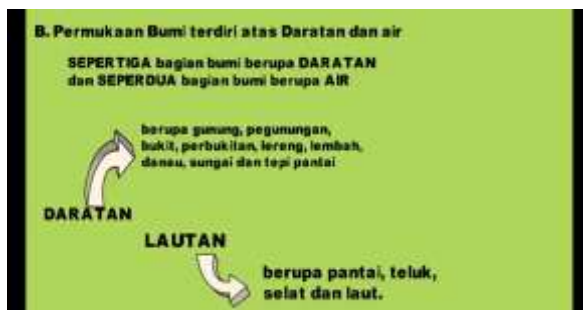 B. Permukaan Bumi terdiri atas Daratan dan air
SEPERTIGA bagian bumi berupa DARATAN
dan SEPERDUA bagian bumi berupa AIR
berupa gunung, pegunungan,
bukit, perbukitan, lereng, lembah,
danau, sungai dan tepi pantai
DARATAN
LAUTAN
berupa pantai, teluk,
selat dan laut.